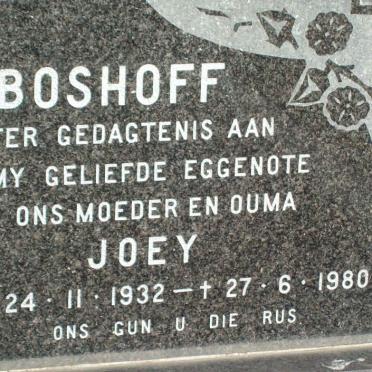 BOSHOFF
TER GEDAGTENIS AAN
MY GELIEFDE EGGENOTE
ONS MOEDER EN OUMA
JOEY
24 · 11 · 1932 — † 27 · 6 · 1980
ONS GUN U DIE RUS